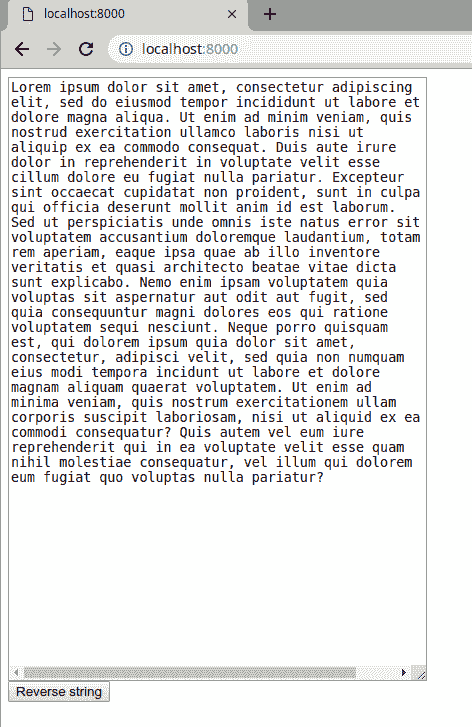 localhost:8000
localhost:8000
Lorem ipsum dolor sit amet, consectetur adipiscing
elit, sed do eiusmod tempor incididunt ut labore et
dolore magna aliqua. Ut enim ad minim veniam, quis
nostrud exercitation ullamco laboris nisi ut
aliquip ex ea commodo consequat. Duis aute irure
dolor in reprehenderit in voluptate velit esse
cillum dolore eu fugiat nulla pariatur. Excepteur
sint occaecat cupidatat non proident, sunt in culpa
qui officia deserunt mollit anim id est laborum.
Sed ut perspiciatis unde omnis iste natus error sit
voluptatem accusantium doloremque laudantium, totam
rem aperiam, eaque ipsa quae ab illo inventore
veritatis et quasi architecto beatae vitae dicta
sunt explicabo. Nemo enim ipsam voluptatem quia
voluptas sit aspernatur aut odit aut fugit, sed
quia consequuntur magni dolores eos qui ratione
voluptatem sequi nesciunt. Neque porro quisquam
est, qui dolorem ipsum quia dolor sit amet,
consectetur, adipisci velit, sed quia non numquam
eius modi tempora incidunt ut labore et dolore
magnam aliquam quaerat voluptatem. Ut enim ad
minima veniam, quis nostrum exercitationem ullam
corporis suscipit laboriosam, nisi ut aliquid ex ea
commodi consequatur? Quis autem vel eum iure
reprehenderit qui in ea voluptate velit esse quam
nihil molestiae consequatur, vel illum qui dolorem
eum fugiat quo voluptas nulla pariatur?
Reverse string